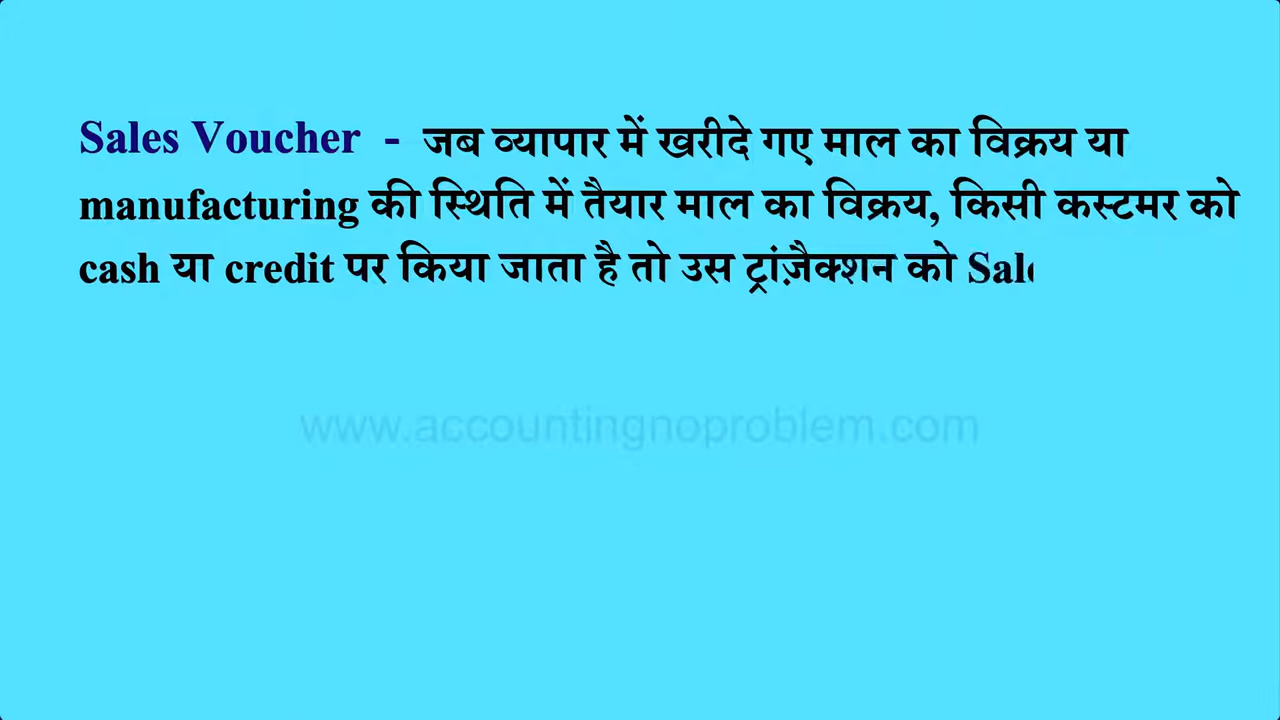 Sales Voucher - जब व्यापार में खरीदे गए माल का विक्रय या
manufacturing की स्थिति में तैयार माल का विक्रय, किसी कस्टमर को
cash या credit पर किया जाता है तो उस ट्रांज़ैक्शन को
www.accountingnoproblem.com